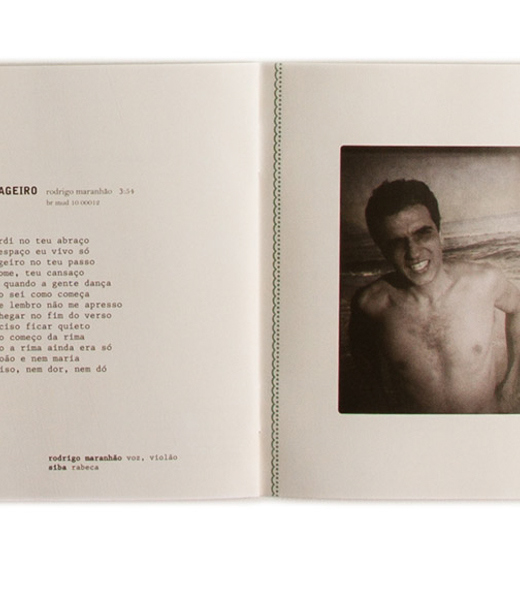 AGEIRO rodrigo maranhão 3:54
br mud 10.00012
rdi no teu abraço
espaço eu vivo só
geiro no teu passo
ome, teu cansaço
quando a gente dança
o sei como começa
e lembro não me apresso
hegar no fim do verso
ciso ficar quieto
o começo da rima
o a rima ainda era só
oão e nem maria
iso, nem dor, nem dó
rodrigo maranhão voz, violão
siba rabeca